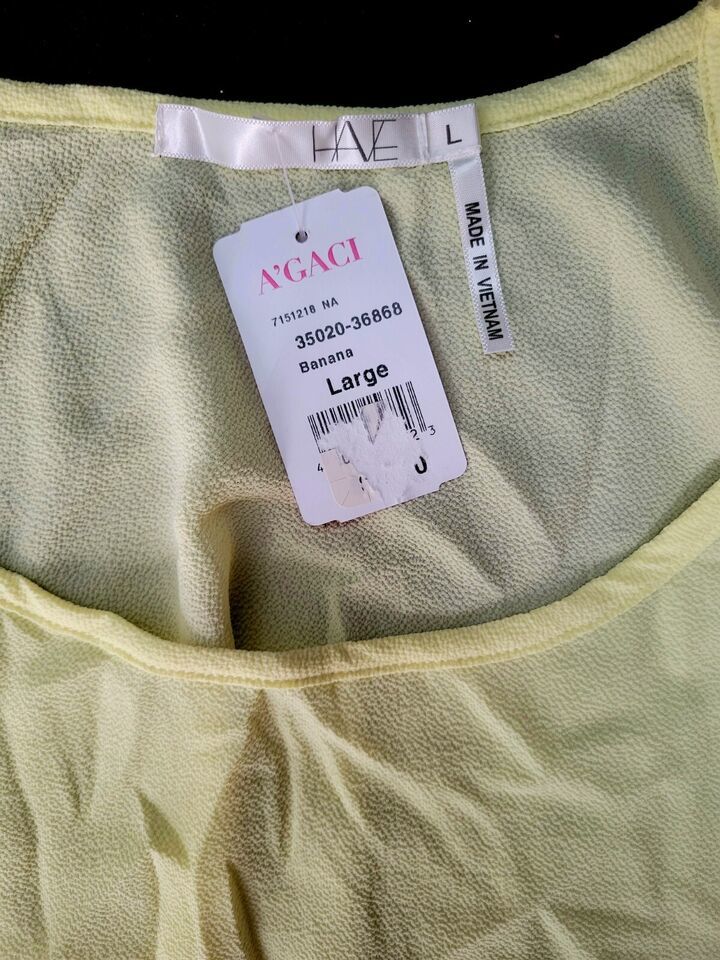 HAVE
L
MADE IN VIETNAM
A'GACI
7151218 NA
35020-36868
Banana
Large